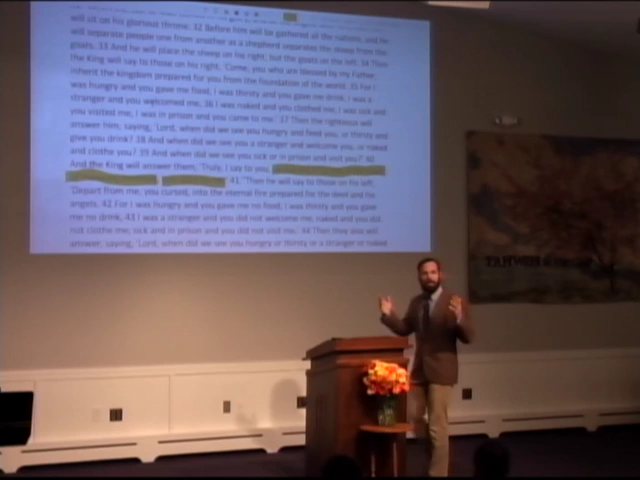 will sit on his glorious throne. 32 Before him will be gathered all the nations, and he
will separate people one from another as a shepherd separates the sheep from the
goats. 33 And he will place the sheep on his right, but the goats on the left. 34 Then
the King will say to those on his right, 'Come, you who are blessed by my Father,
inherit the kingdom prepared for you from the foundation of the world. 35 For I
was hungry and you gave me food, I was thirsty and you gave me drink, I was a
stranger and you welcomed me, 36 I was naked and you clothed me, I was sick and
you visited me, I was in prison and you came to me.' 37 Then the righteous will
answer him, saying, 'Lord, when did we see you hungry and feed you, or thirsty and
give you drink? 38 And when did we see you a stranger and welcome you, or naked
and clothe you? 39 And when did we see you sick or in prison and visit you?' 40
And the King will answer them, 'Truly, I say to you,
41 "Then he will say to those on his left,
'Depart from me, you cursed, into the eternal fire prepared for the devil and his
angels. 42 For I was hungry and you gave me no food, I was thirsty and you gave
me no drink, 43 I was a stranger and you did not welcome me, naked and you did
not clothe me, sick and in prison and you did not visit me.' 44 Then they also will
answer, saying, 'Lord, when did we see you hungry or thirsty or a stranger or naked